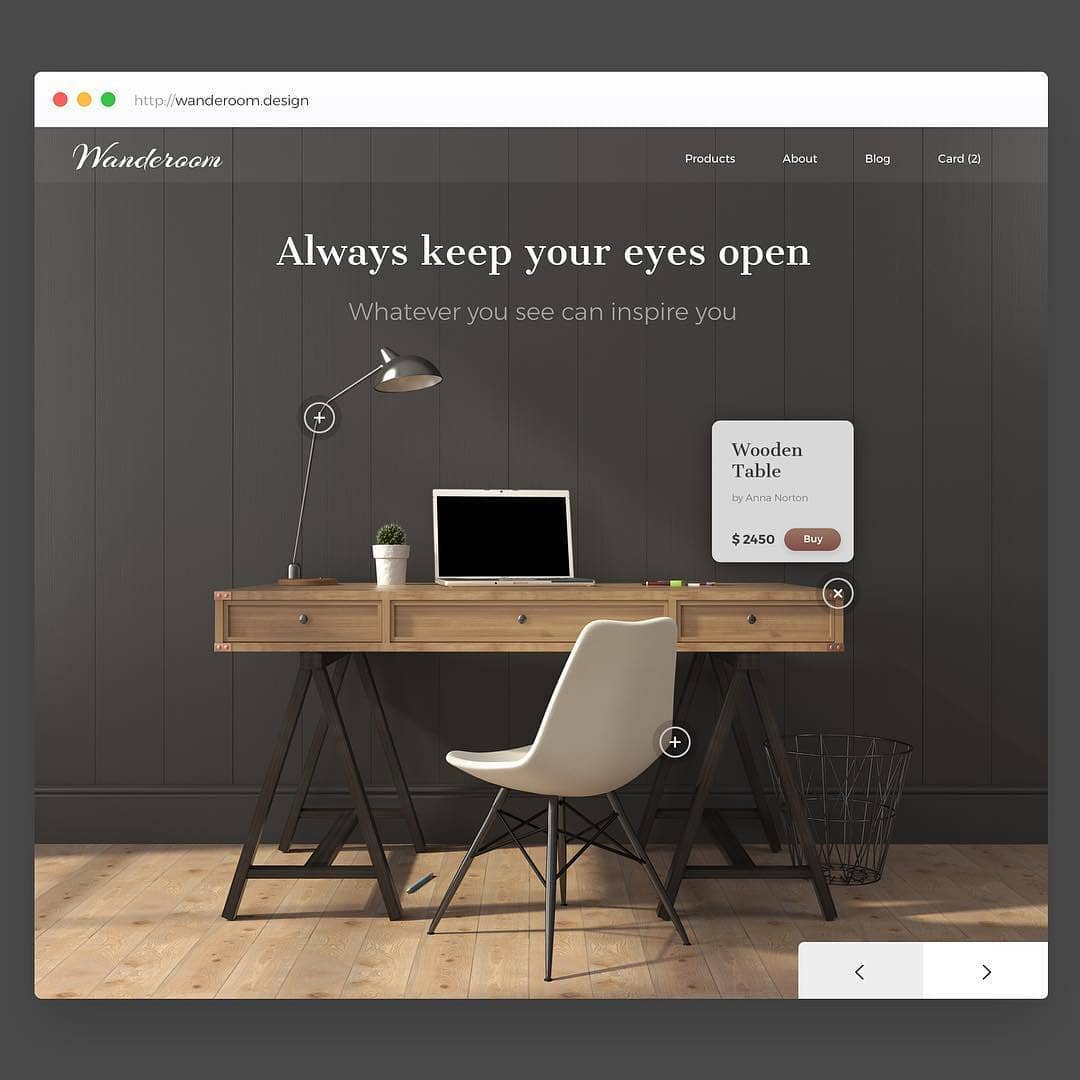 http://wanderoom.design
Wanderoom
Products
About
Blog
Card (2)
Always keep your eyes open
Whatever you see can inspire you
Wooden
Table
by Anna Norton
$ 2450
Buy